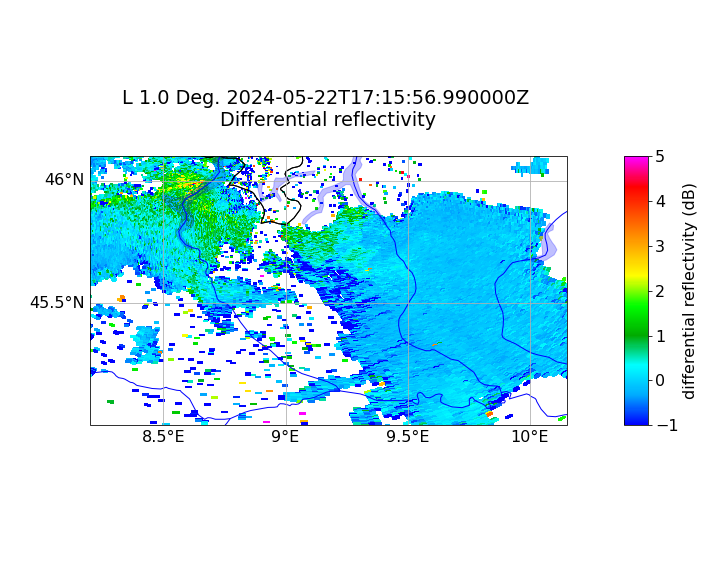 L 1.0 Deg. 2024-05-22T17:15:56.990000Z
Differential reflectivity
46°N
45.5°N
8.5°E
9°E
9.5°E
10°E
5
4
3
2
1
0
−1
differential reflectivity (dB)